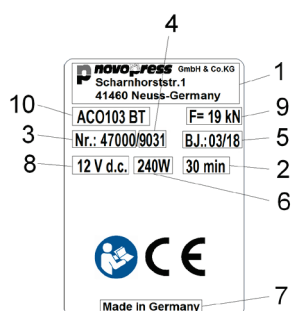 4
novopress GmbH & Co.KG
Scharnhorststr.1
41460 Neuss-Germany
1
10
ACO103 BT
F= 19 kN
9
3
Nr.: 47000/9031
BJ.: 03/18
5
8
12 V d.c.
240W
30 min
2
6
CE
7
Made in Germany